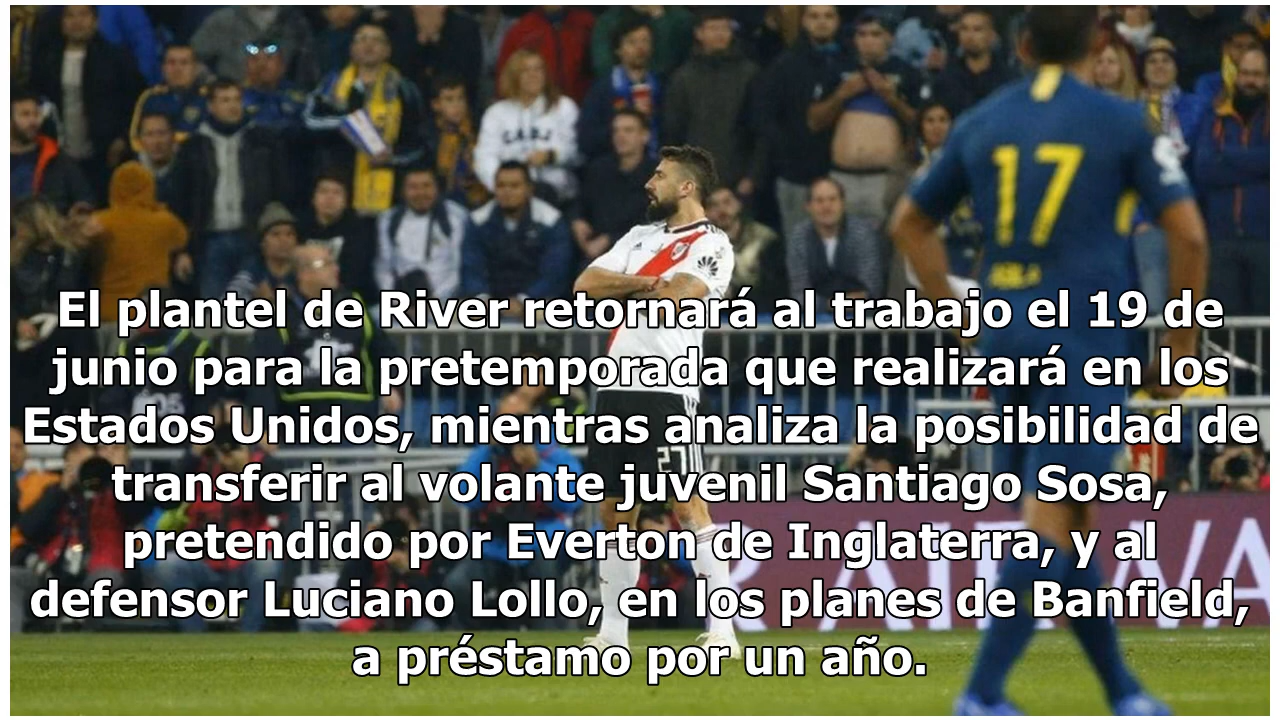 17
C.A.B.J.
El plantel de River retornará al trabajo el 19 de
junio para la pretemporada que realizará en los
Estados Unidos, mientras analiza la posibilidad de
27
transferir al volante juvenil Santiago Sosa,
pretendido por Everton de Inglaterra, y al
defensor Luciano Lollo, en los planes de Banfield,
a préstamo por un año.